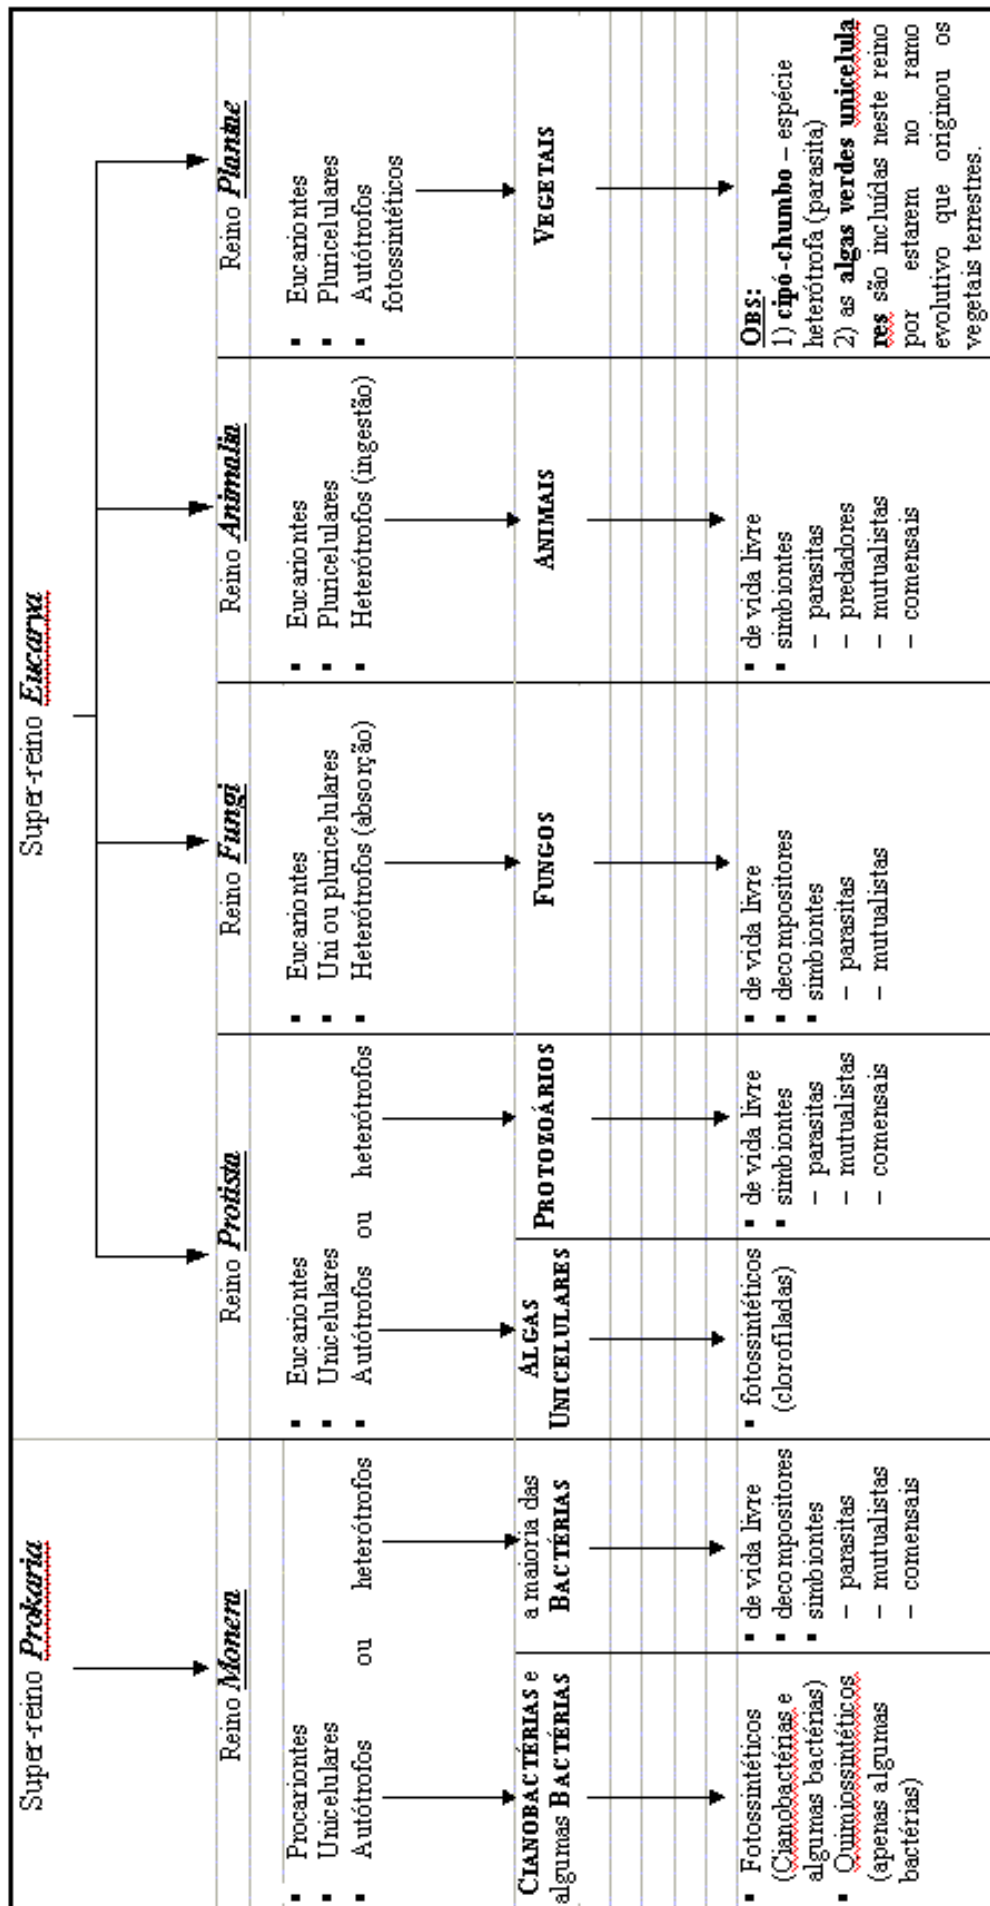 Super-reino Prokaria
Super-reino Eucarya
Reino Monera
Reino Protista
Reino Fungi
Reino Animalia
Reino Plantae
▪ Procariontes
▪ Unicelulares
▪ Autótrofos ou heterótrofos
▪ Eucariontes
▪ Unicelulares
▪ Autótrofos ou heterótrofos
▪ Eucariontes
▪ Uni ou pluricelulares
▪ Heterótrofos (absorção)
▪ Eucariontes
▪ Pluricelulares
▪ Heterótrofos (ingestão)
▪ Eucariontes
▪ Pluricelulares
▪ Autótrofos
fotossintéticos
CIANOBACTÉRIAS e
algumas BACTÉRIAS
a maioria das
BACTÉRIAS
ALGAS
UNICELULARES
PROTOZOÁRIOS
FUNGOS
ANIMAIS
VEGETAIS
▪ Fotossintéticos
(Cianobactérias e
algumas bactérias)
▪ Quimiossintéticos
(apenas algumas
bactérias)
▪ de vida livre
▪ decompositores
▪ simbiontes
– parasitas
– mutualistas
– comensais
▪ fotossintéticos
(clorofiladas)
▪ de vida livre
▪ simbiontes
– parasitas
– mutualistas
– comensais
▪ de vida livre
▪ decompositores
▪ simbiontes
– parasitas
– mutualistas
▪ de vida livre
▪ simbiontes
– parasitas
– predadores
– mutualistas
– comensais
OBS:
1) cipó-chumbo – espécie
heterótrofa (parasita)
2) as algas verdes unicelula
res são incluídas neste reino
por estarem no ramo
evolutivo que originou os
vegetais terrestres.